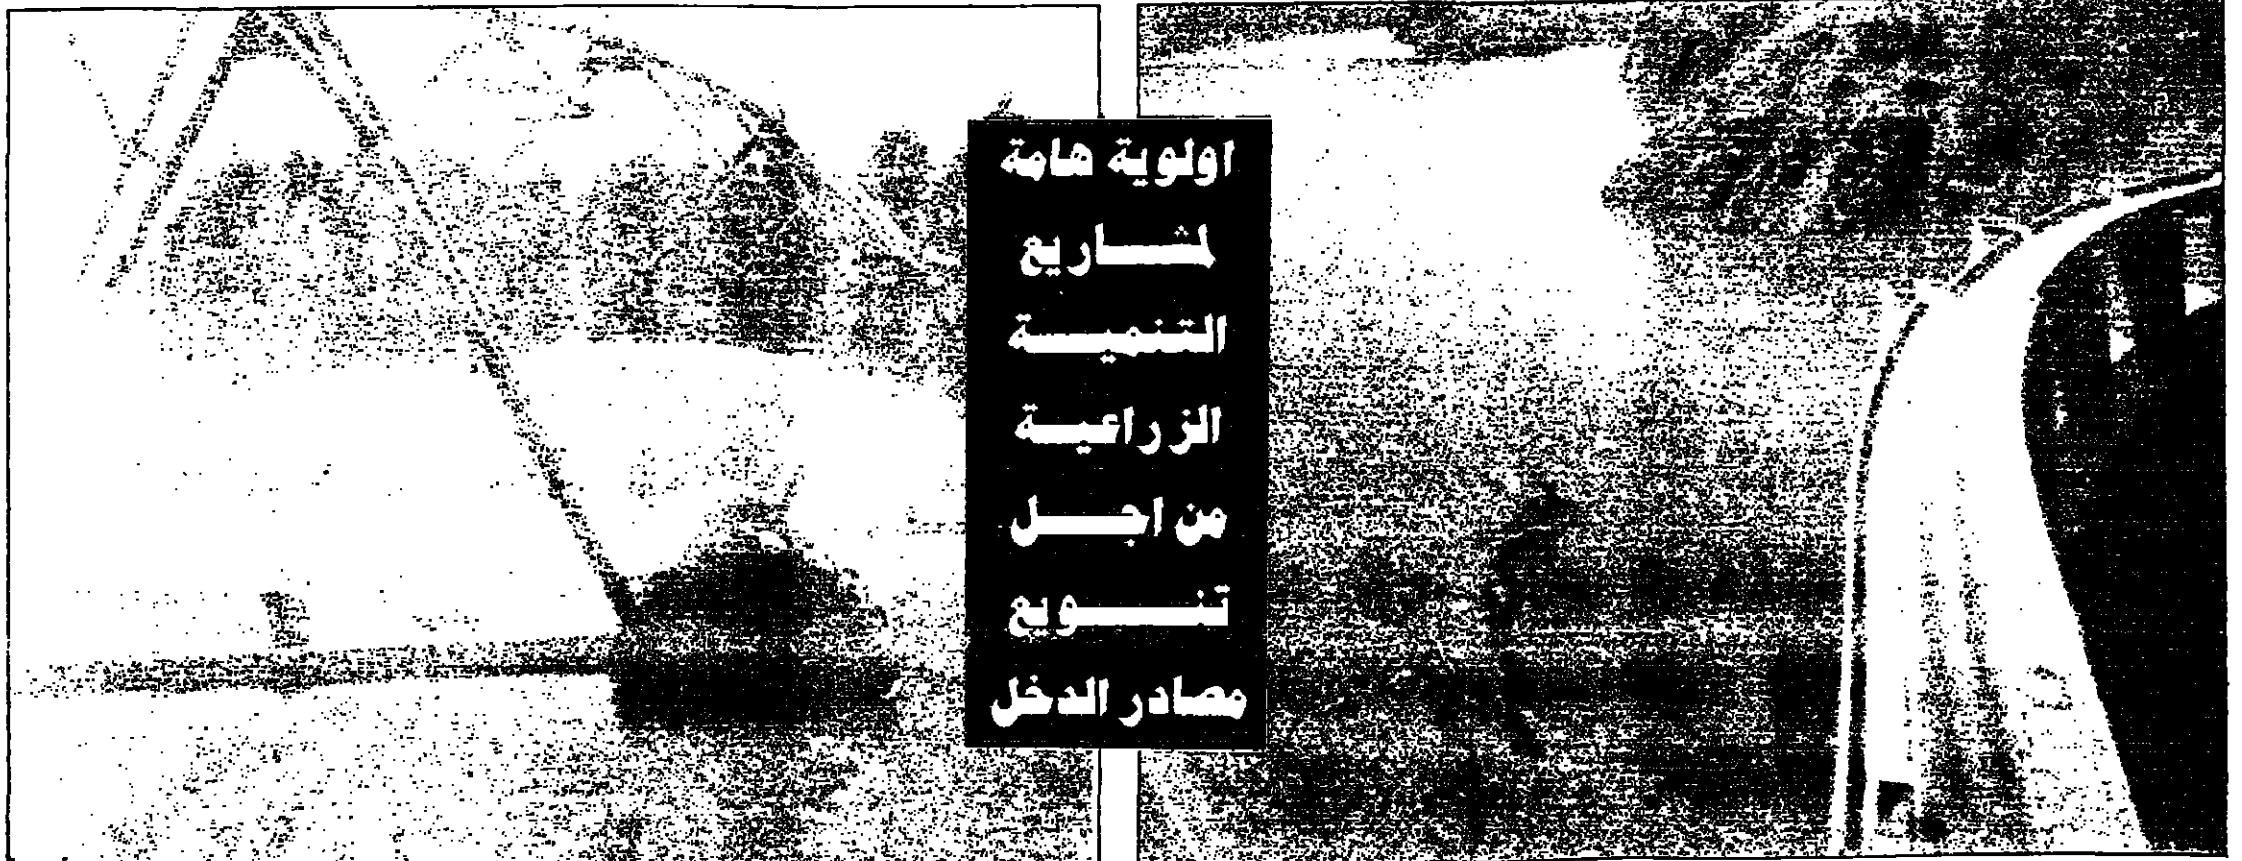 اولوية هامة
لمشاريع
التنمية
الزراعية
من اجل
تنويع
مصادر الدخل